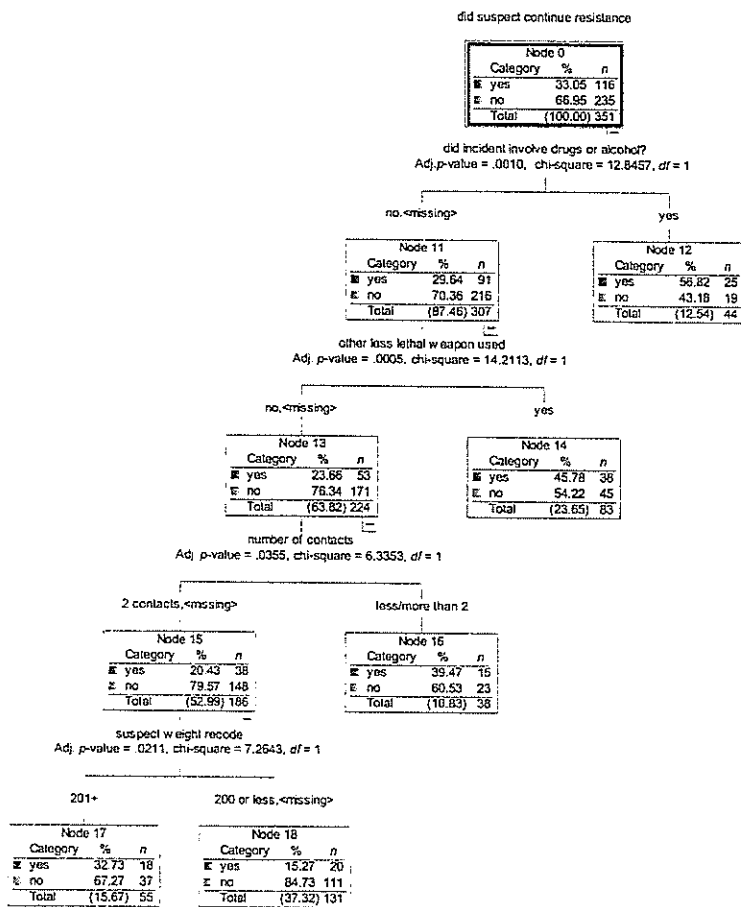 did suspect continue resistance
Node 0
Category % n
yes 33.05 116
no 66.95 235
Total (100.00) 351
did incident involve drugs or alcohol?
Adj.p-value = .0010, chi-square = 12.8457, df = 1
no,<missing>
yes
Node 11
Category % n
yes 29.64 91
no 70.36 216
Total (87.46) 307
Node 12
Category % n
yes 56.82 25
no 43.18 19
Total (12.54) 44
other less lethal weapon used
Adj. p-value = .0005, chi-square = 14.2113, df = 1
no,<missing>
yes
Node 13
Category % n
yes 23.66 53
no 76.34 171
Total (63.82) 224
Node 14
Category % n
yes 45.78 38
no 54.22 45
Total (23.65) 83
number of contacts
Adj. p-value = .0355, chi-square = 6.3353, df = 1
2 contacts,<missing>
less/more than 2
Node 15
Category % n
yes 20.43 38
no 79.57 148
Total (52.99) 186
Node 16
Category % n
yes 39.47 15
no 60.53 23
Total (10.83) 38
suspect weight recode
Adj. p-value = .0211, chi-square = 7.2643, df = 1
201+
200 or less,<missing>
Node 17
Category % n
yes 32.73 18
no 67.27 37
Total (15.67) 55
Node 18
Category % n
yes 15.27 20
no 84.73 111
Total (37.32) 131